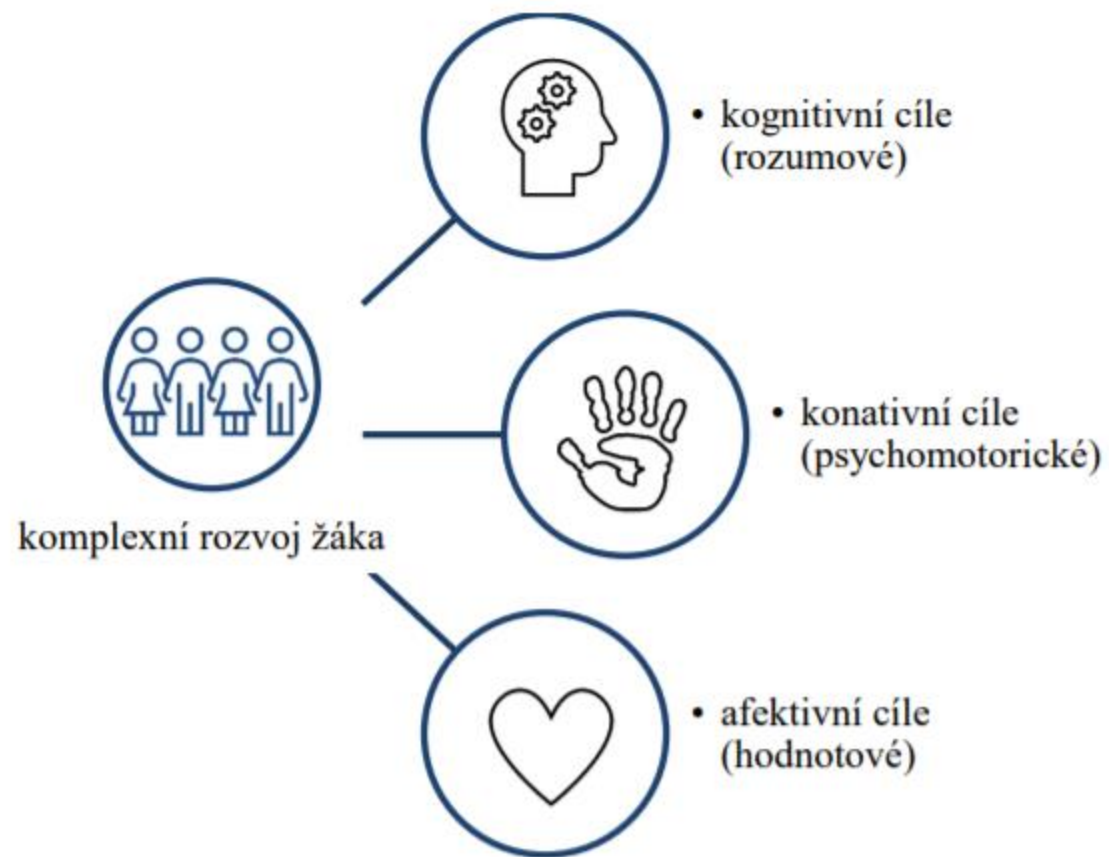 • kognitivní cíle
(rozumové)
• konativní cíle
(psychomotorické)
komplexní rozvoj žáka
• afektivní cíle
(hodnotové)